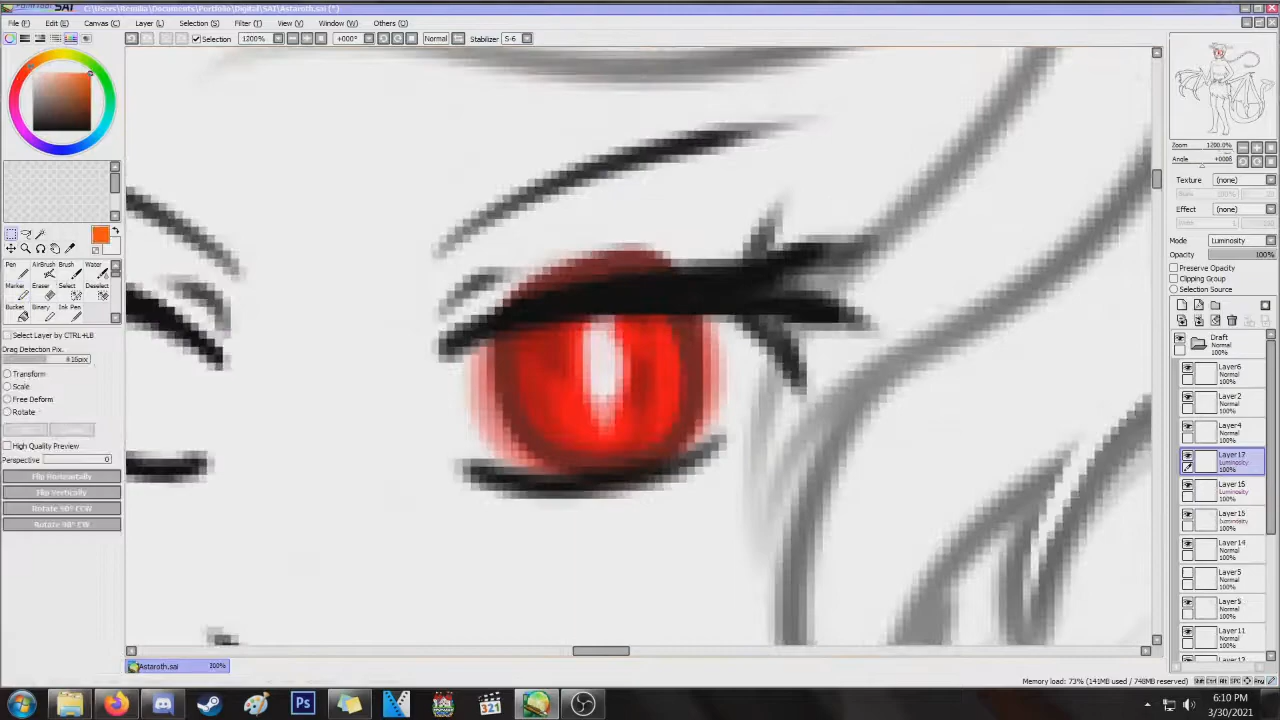 C:\Users\Remilia\Documents\Portfolio\Digital\SAI\Astaroth.sai (*)
File (F) Edit (E) Canvas (C) Layer (L) Selection (S) Filter (T) View (V) Window (W) Others (O)
Selection 1200% +000° Normal Stabilizer S-6
Zoom 1200.0%
Texture (none)
Effect (none)
Mode Luminosity
Opacity 100%
Preserve Opacity
Clipping Group
Selection Source
Pen AirBrush Brush Water
Marker Eraser Select Deselect
Bucket Binary Ink Pen
Select Layer by CTRL+LB
Drag Detection Pix.
Transform
Scale
Free Deform
Rotate
High Quality Preview
Perspective 0
Flip Horizontally
Flip Vertically
Rotate 90° CCW
Rotate 90° CW
Draft
Normal
100%
Layer6
Normal
100%
Layer2
Normal
100%
Layer4
Normal
100%
Layer17
Luminosity
100%
Layer16
Luminosity
100%
Layer15
Luminosity
100%
Layer14
Normal
100%
Layer5
Normal
100%
Layer5
Normal
100%
Layer11
Normal
100%
Astaroth.sai 300%
Memory load: 73% (141MB used / 748MB reserved)
Ps
321
6:10 PM
3/30/2021